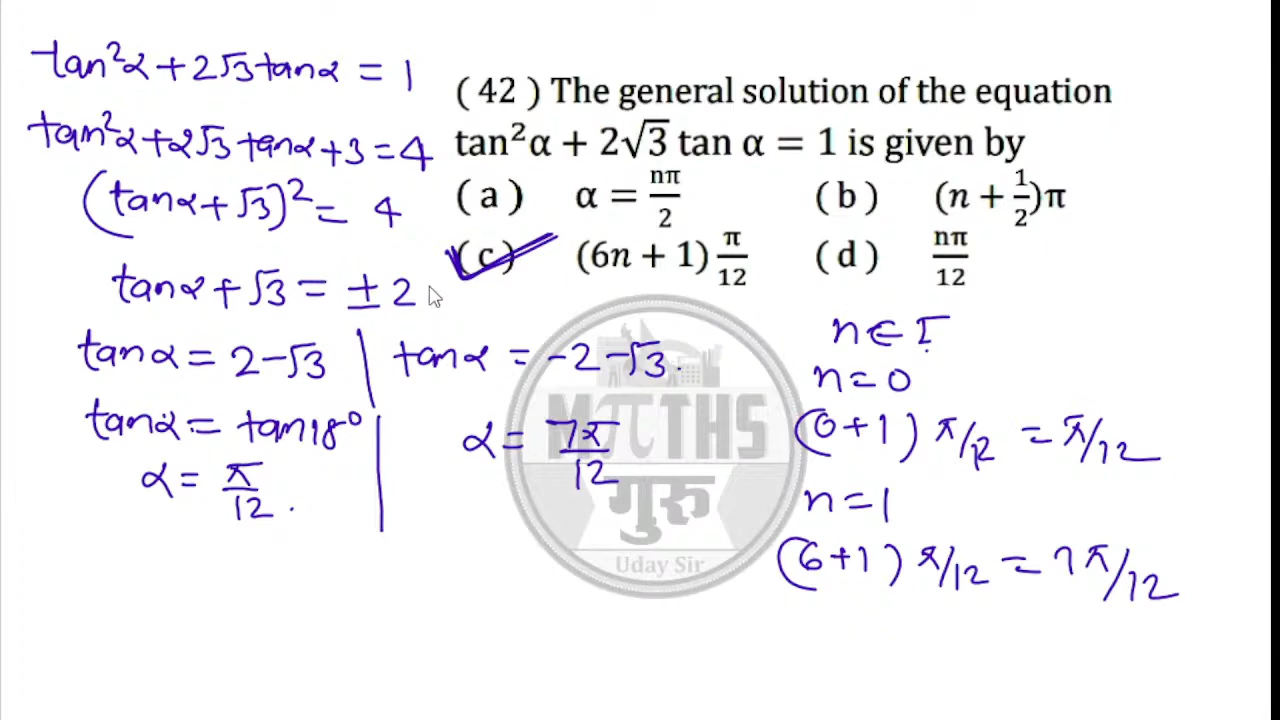 tan²α + 2√3 tanα = 1
tan²α + 2√3 tanα + 3 = 4
(tanα + √3)² = 4
tanα + √3 = ± 2
tanα = 2 - √3 | tanα = -2 - √3.
tanα = tan18°
α = π/12.
α = 7π/12
( 42 ) The general solution of the equation
tan²α + 2√3 tan α = 1 is given by
( a ) α = nπ/2 ( b ) (n + 1/2)π
( c ) (6n + 1) π/12 ( d ) nπ/12
n ∈ I
n = 0
(0+1) π/12 = π/12
n = 1
(6+1) π/12 = 7π/12
MπTHS
गुरू
Uday Sir